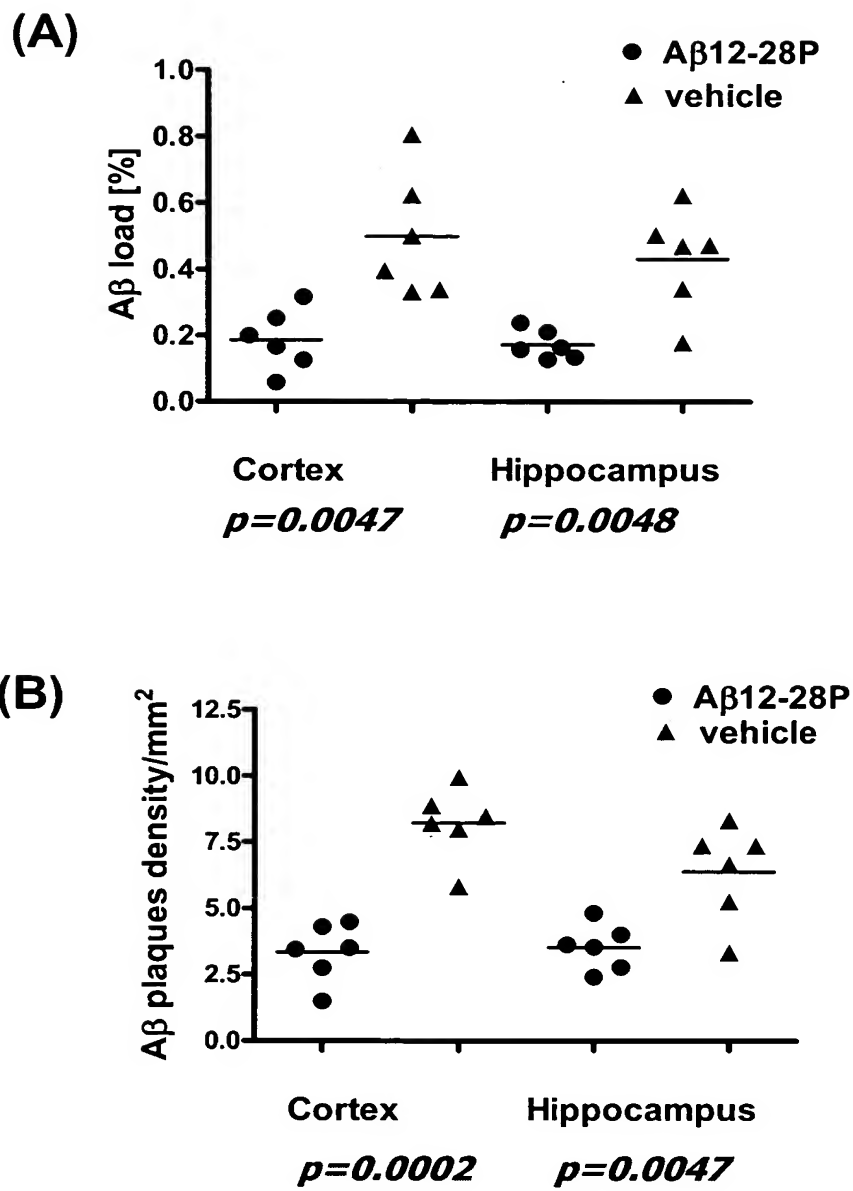 (A)
Aβ12-28P
vehicle
Aβ load [%]
1.0
0.8
0.6
0.4
0.2
0.0
Cortex Hippocampus
p=0.0047 p=0.0048
(B)
Aβ12-28P
vehicle
Aβ plaques density/mm²
12.5
10.0
7.5
5.0
2.5
0.0
Cortex Hippocampus
p=0.0002 p=0.0047